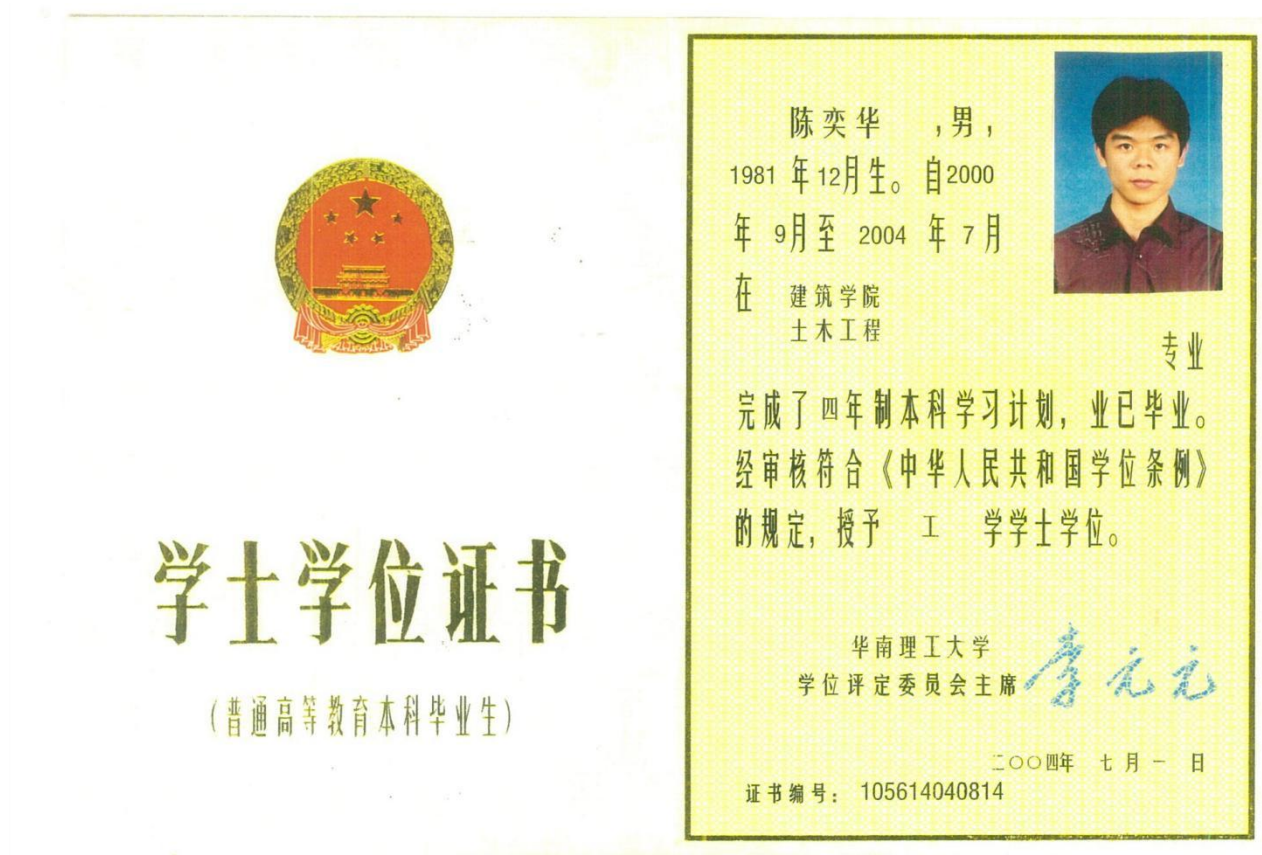 学士学位证书
(普通高等教育本科毕业生)
陈奕华 ,男,
1981 年12月生。自2000
年 9月至 2004 年 7月
在 建筑学院
土木工程
专业
完成了四年制本科学习计划,业已毕业。
经审核符合《中华人民共和国学位条例》
的规定,授予 工 学学士学位。
华南理工大学
学位评定委员会主席 李元元
二〇〇四年 七月一 日
证书编号: 105614040814